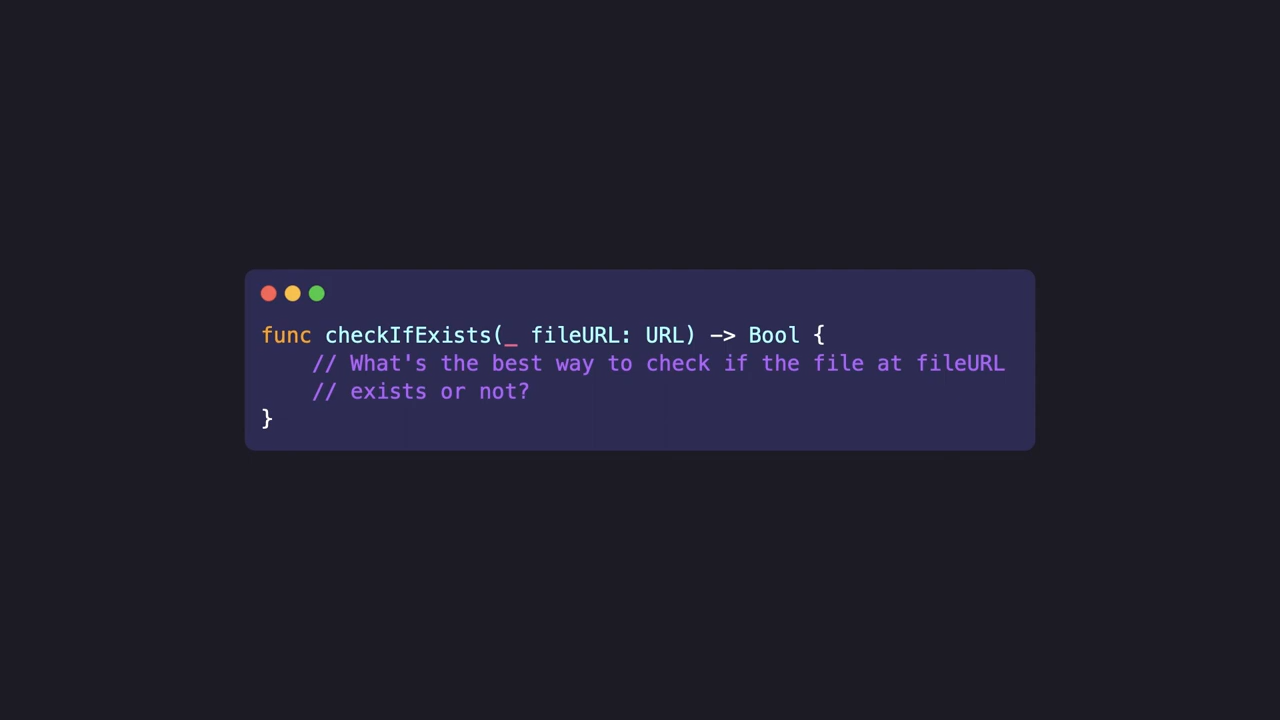 func checkIfExists(_ fileURL: URL) -> Bool {
    // What's the best way to check if the file at fileURL
    // exists or not?
}